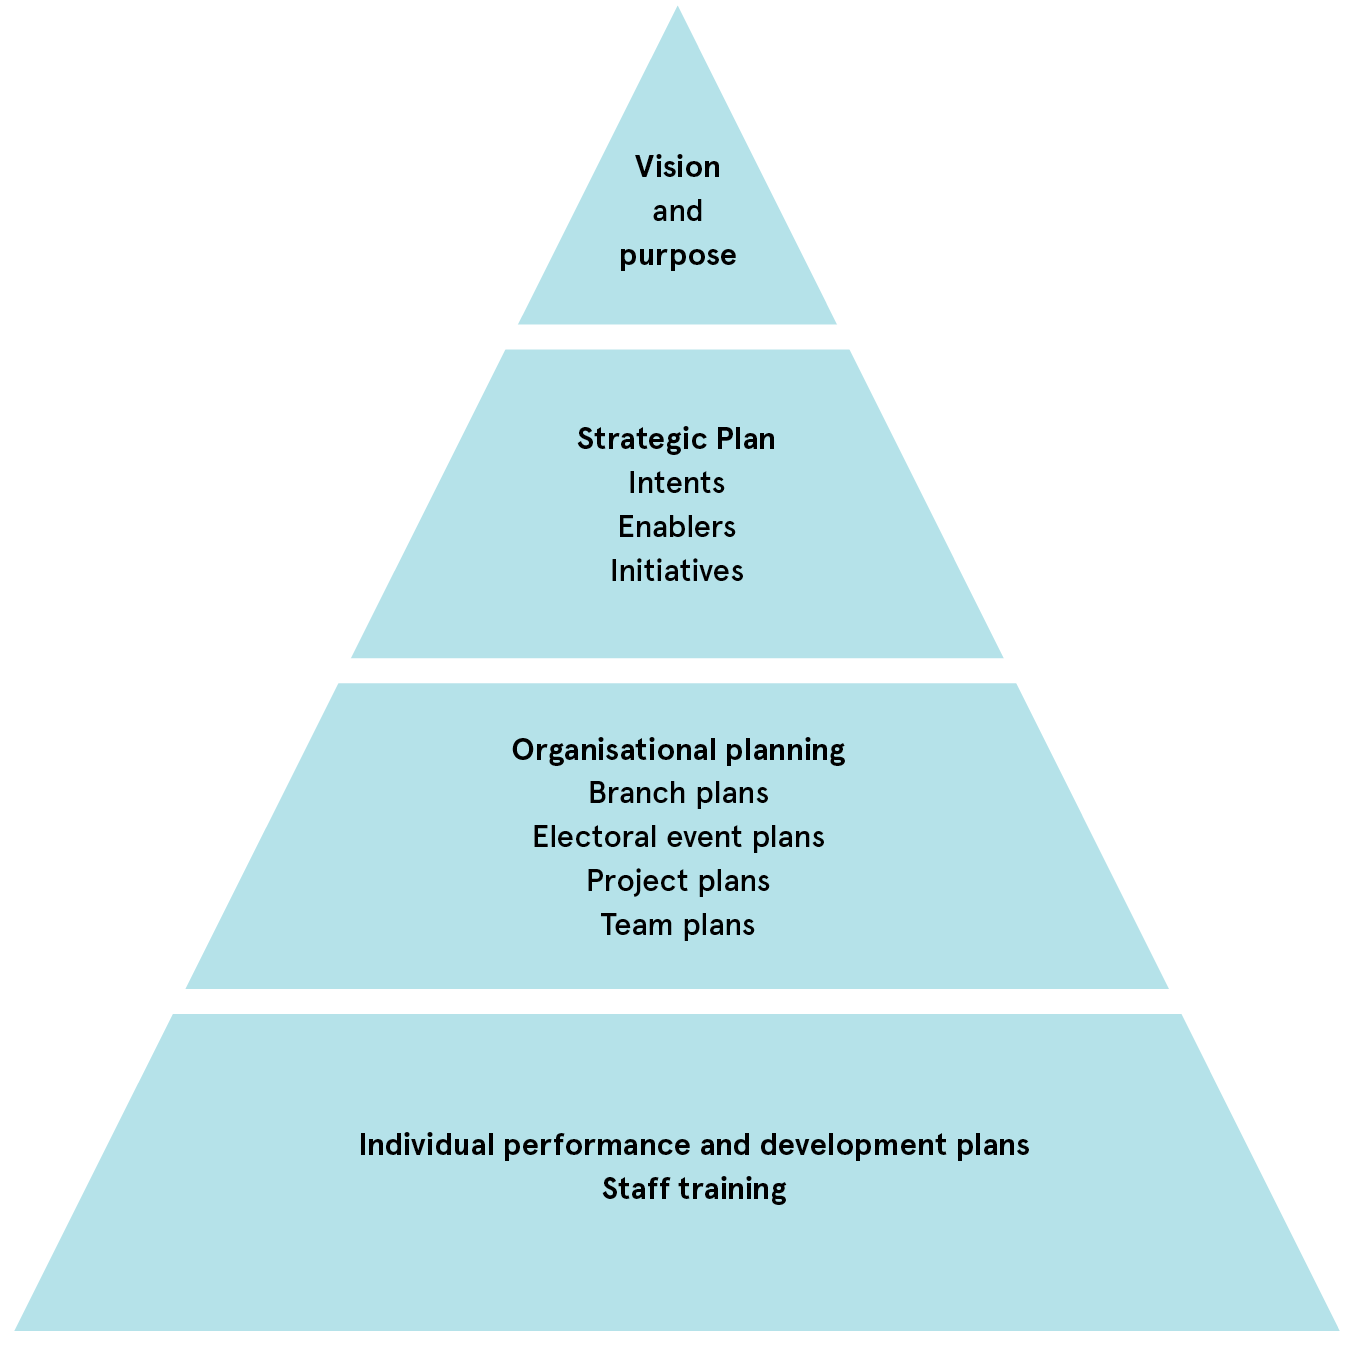 Vision
and
purpose
Strategic Plan
Intents
Enablers
Initiatives
Organisational planning
Branch plans
Electoral event plans
Project plans
Team plans
Individual performance and development plans
Staff training